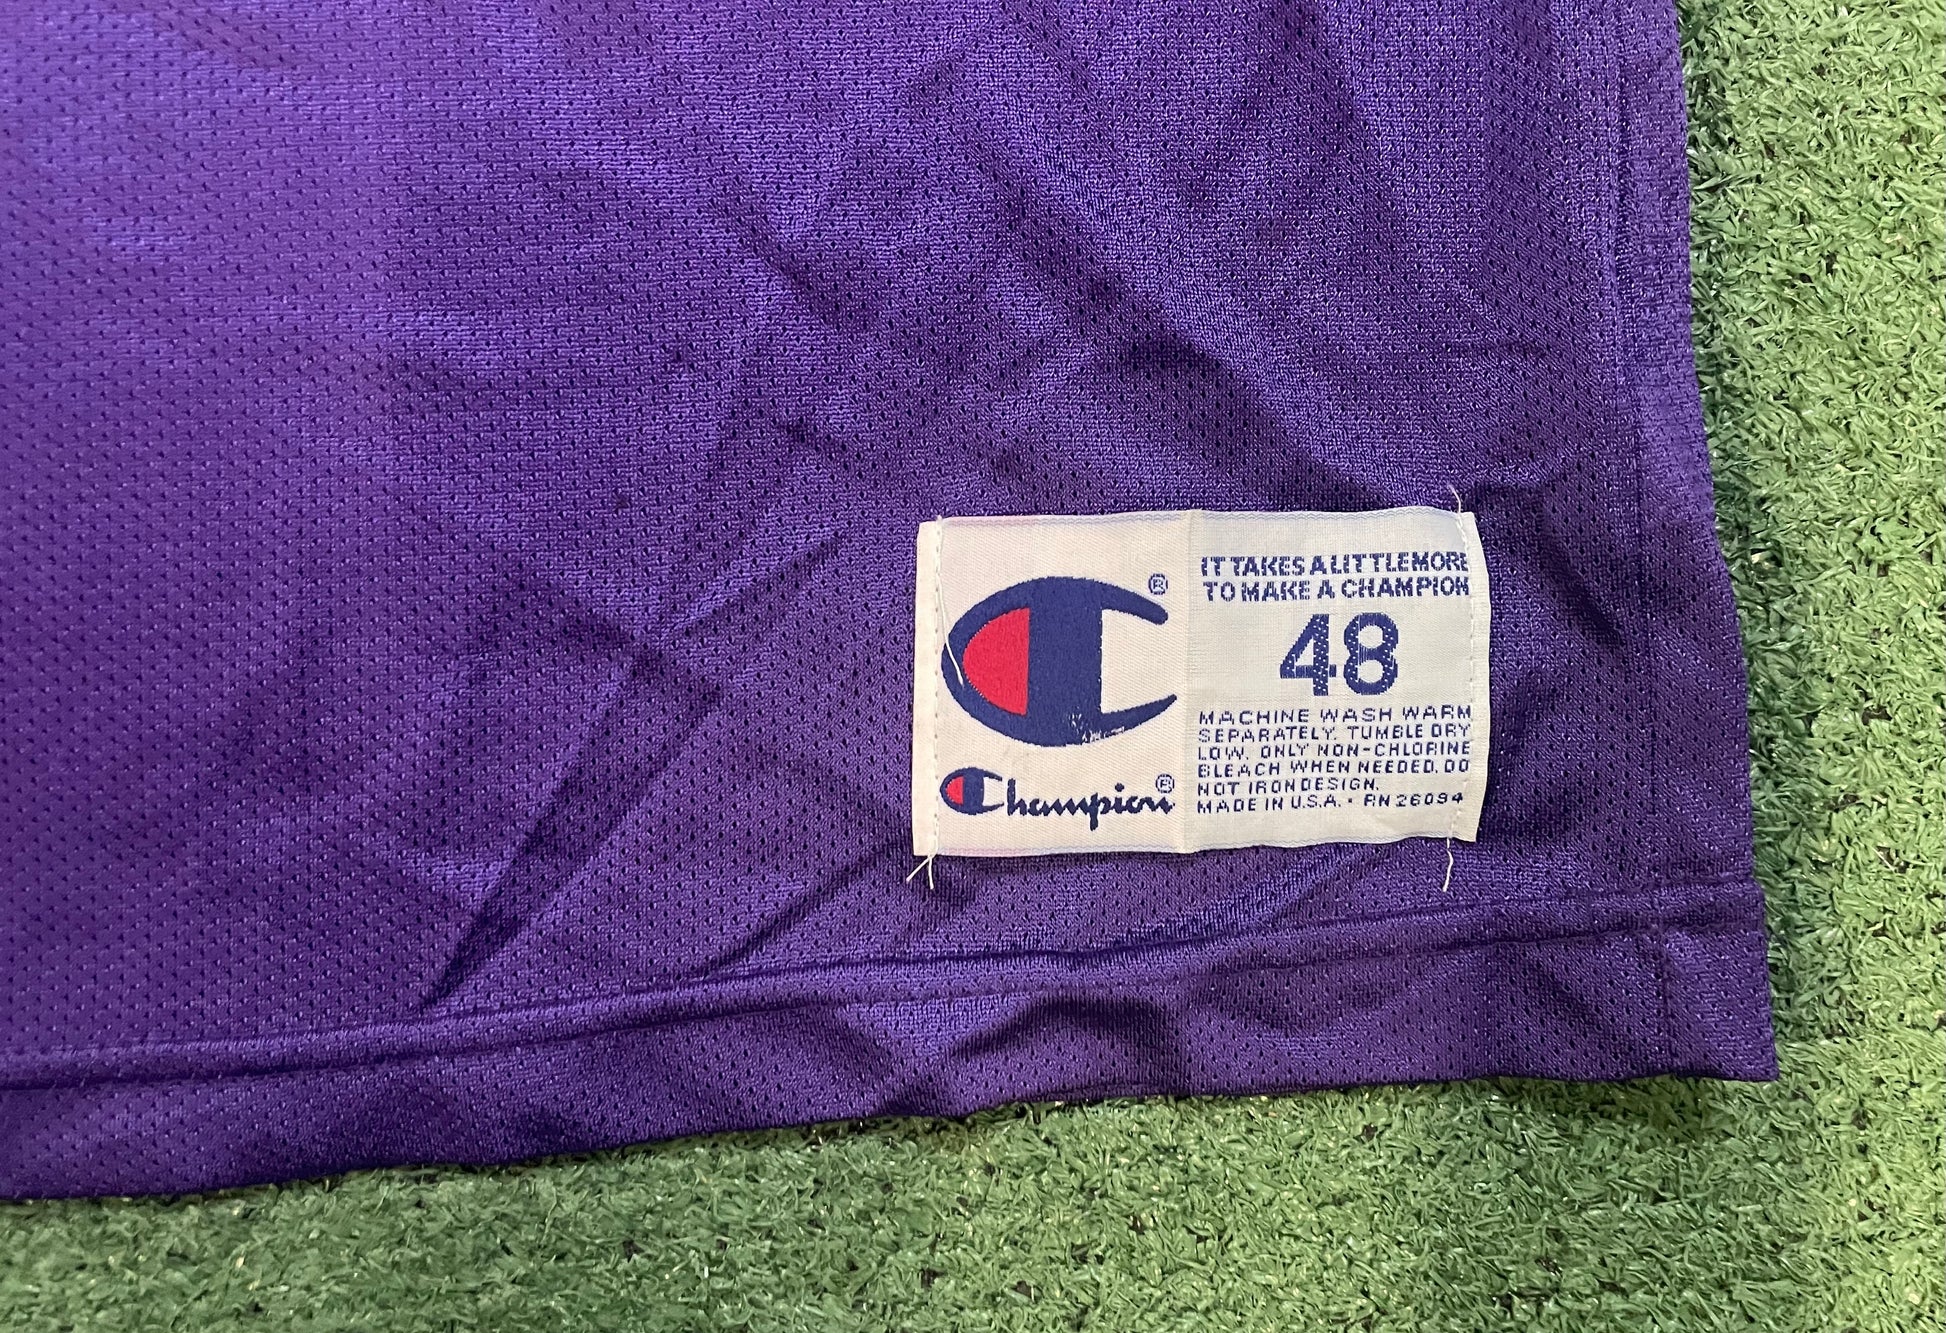 ®
Champion®
IT TAKES A LITTLE MORE
TO MAKE A CHAMPION
48
MACHINE WASH WARM
SEPARATELY. TUMBLE DRY
LOW. ONLY NON-CHLORINE
BLEACH WHEN NEEDED. DO
NOT IRON DESIGN.
MADE IN U.S.A. • RN 26094